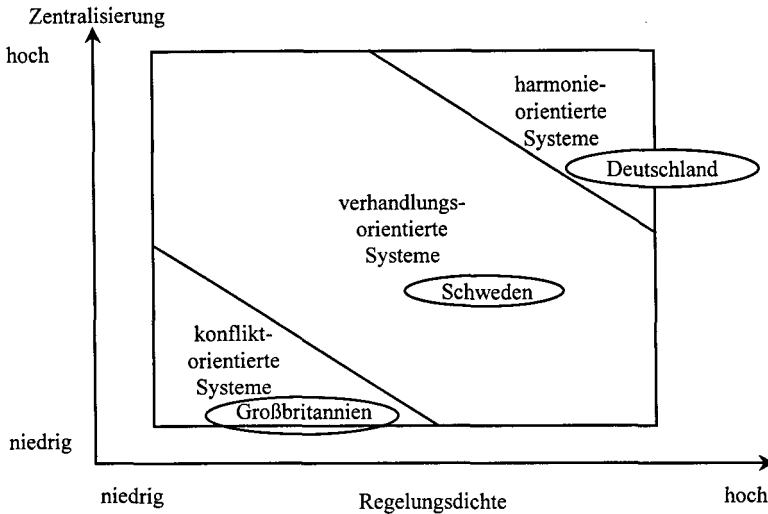 Zentralisierung
hoch
harmonie-
orientierte
Systeme
Deutschland
verhandlungs-
orientierte
Systeme
Schweden
konflikt-
orientierte
Systeme
Großbritannien
niedrig
niedrig
Regelungsdichte
hoch